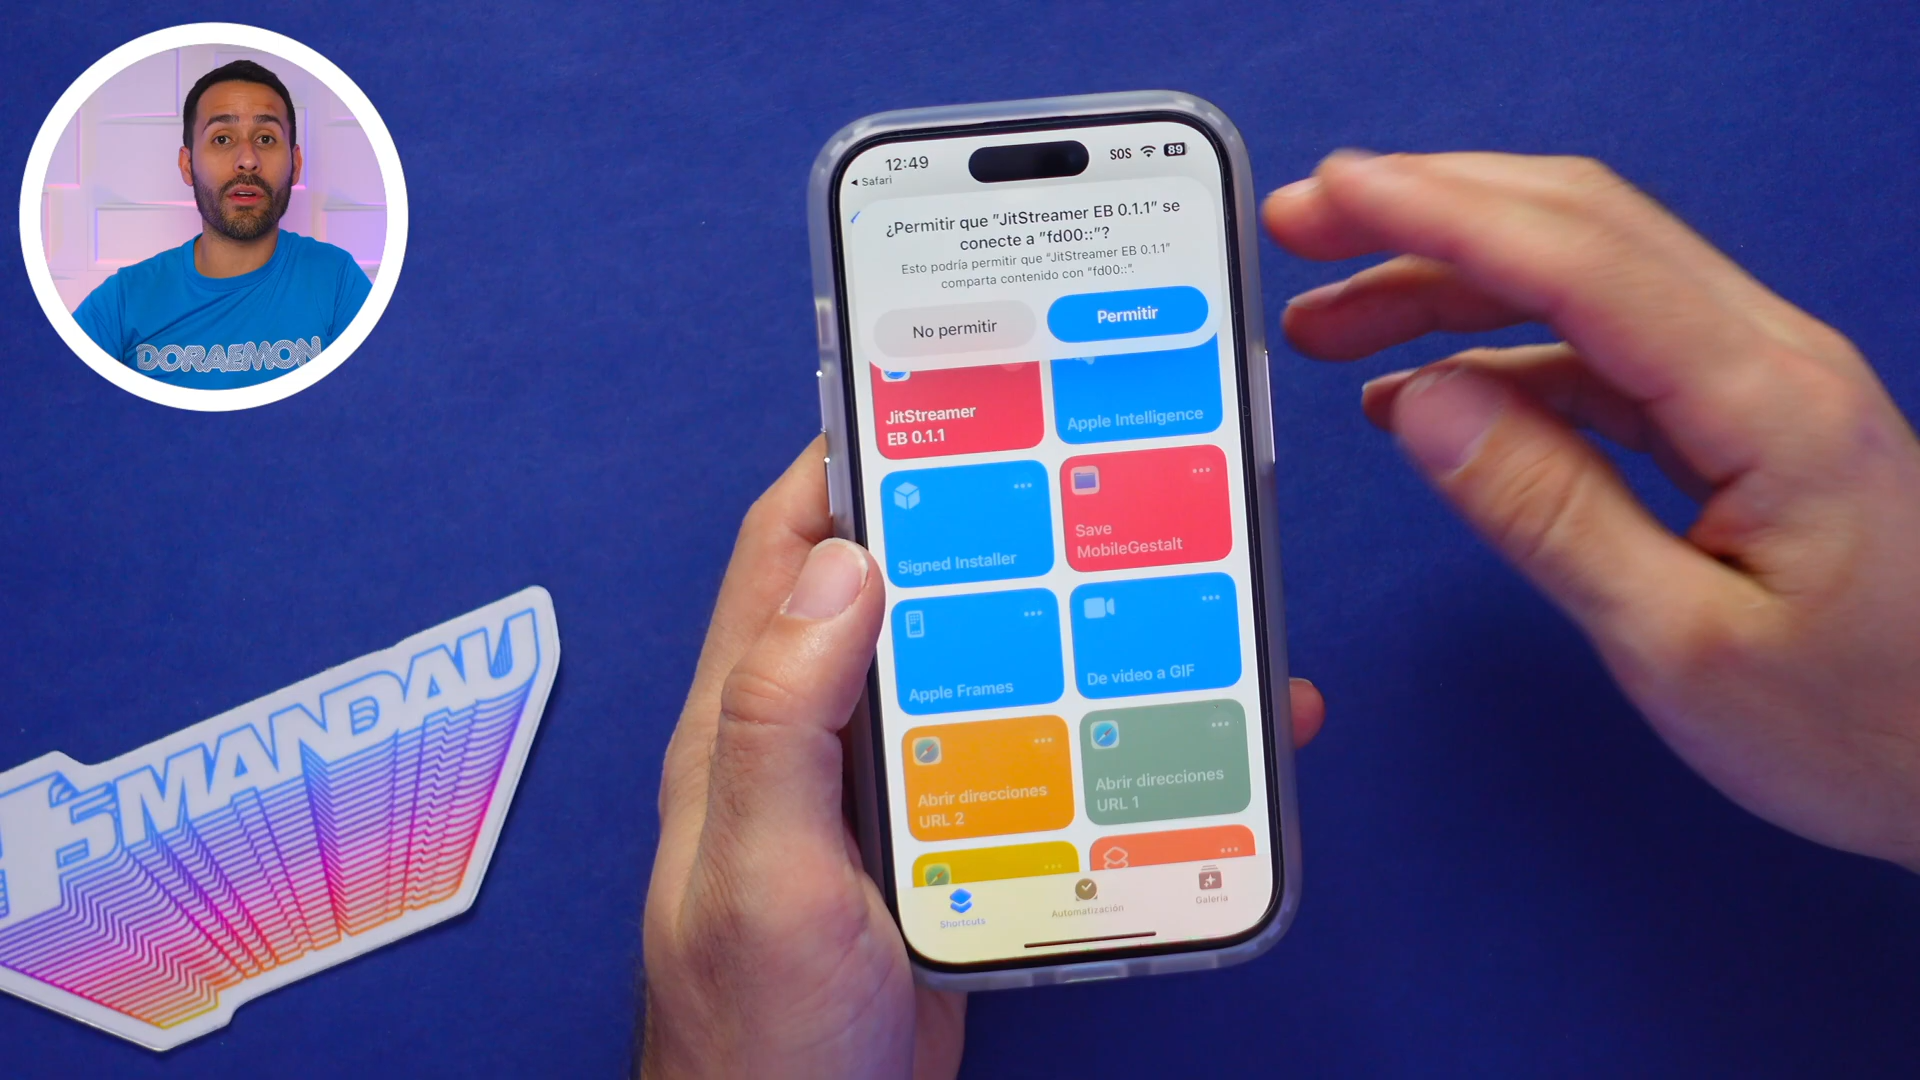 DORAEMON
12:49
SOS
89
Safari
¿Permitir que "JitStreamer EB 0.1.1" se
conecte a "fd00::"?
Esto podría permitir que "JitStreamer EB 0.1.1"
comparta contenido con "fd00::".
No permitir
Permitir
JitStreamer
EB 0.1.1
Apple Intelligence
Signed Installer
Save
MobileGestalt
Apple Frames
De video a GIF
Abrir direcciones
URL 2
Abrir direcciones
URL 1
Shortcuts
Automatización
Galería
MANDAU